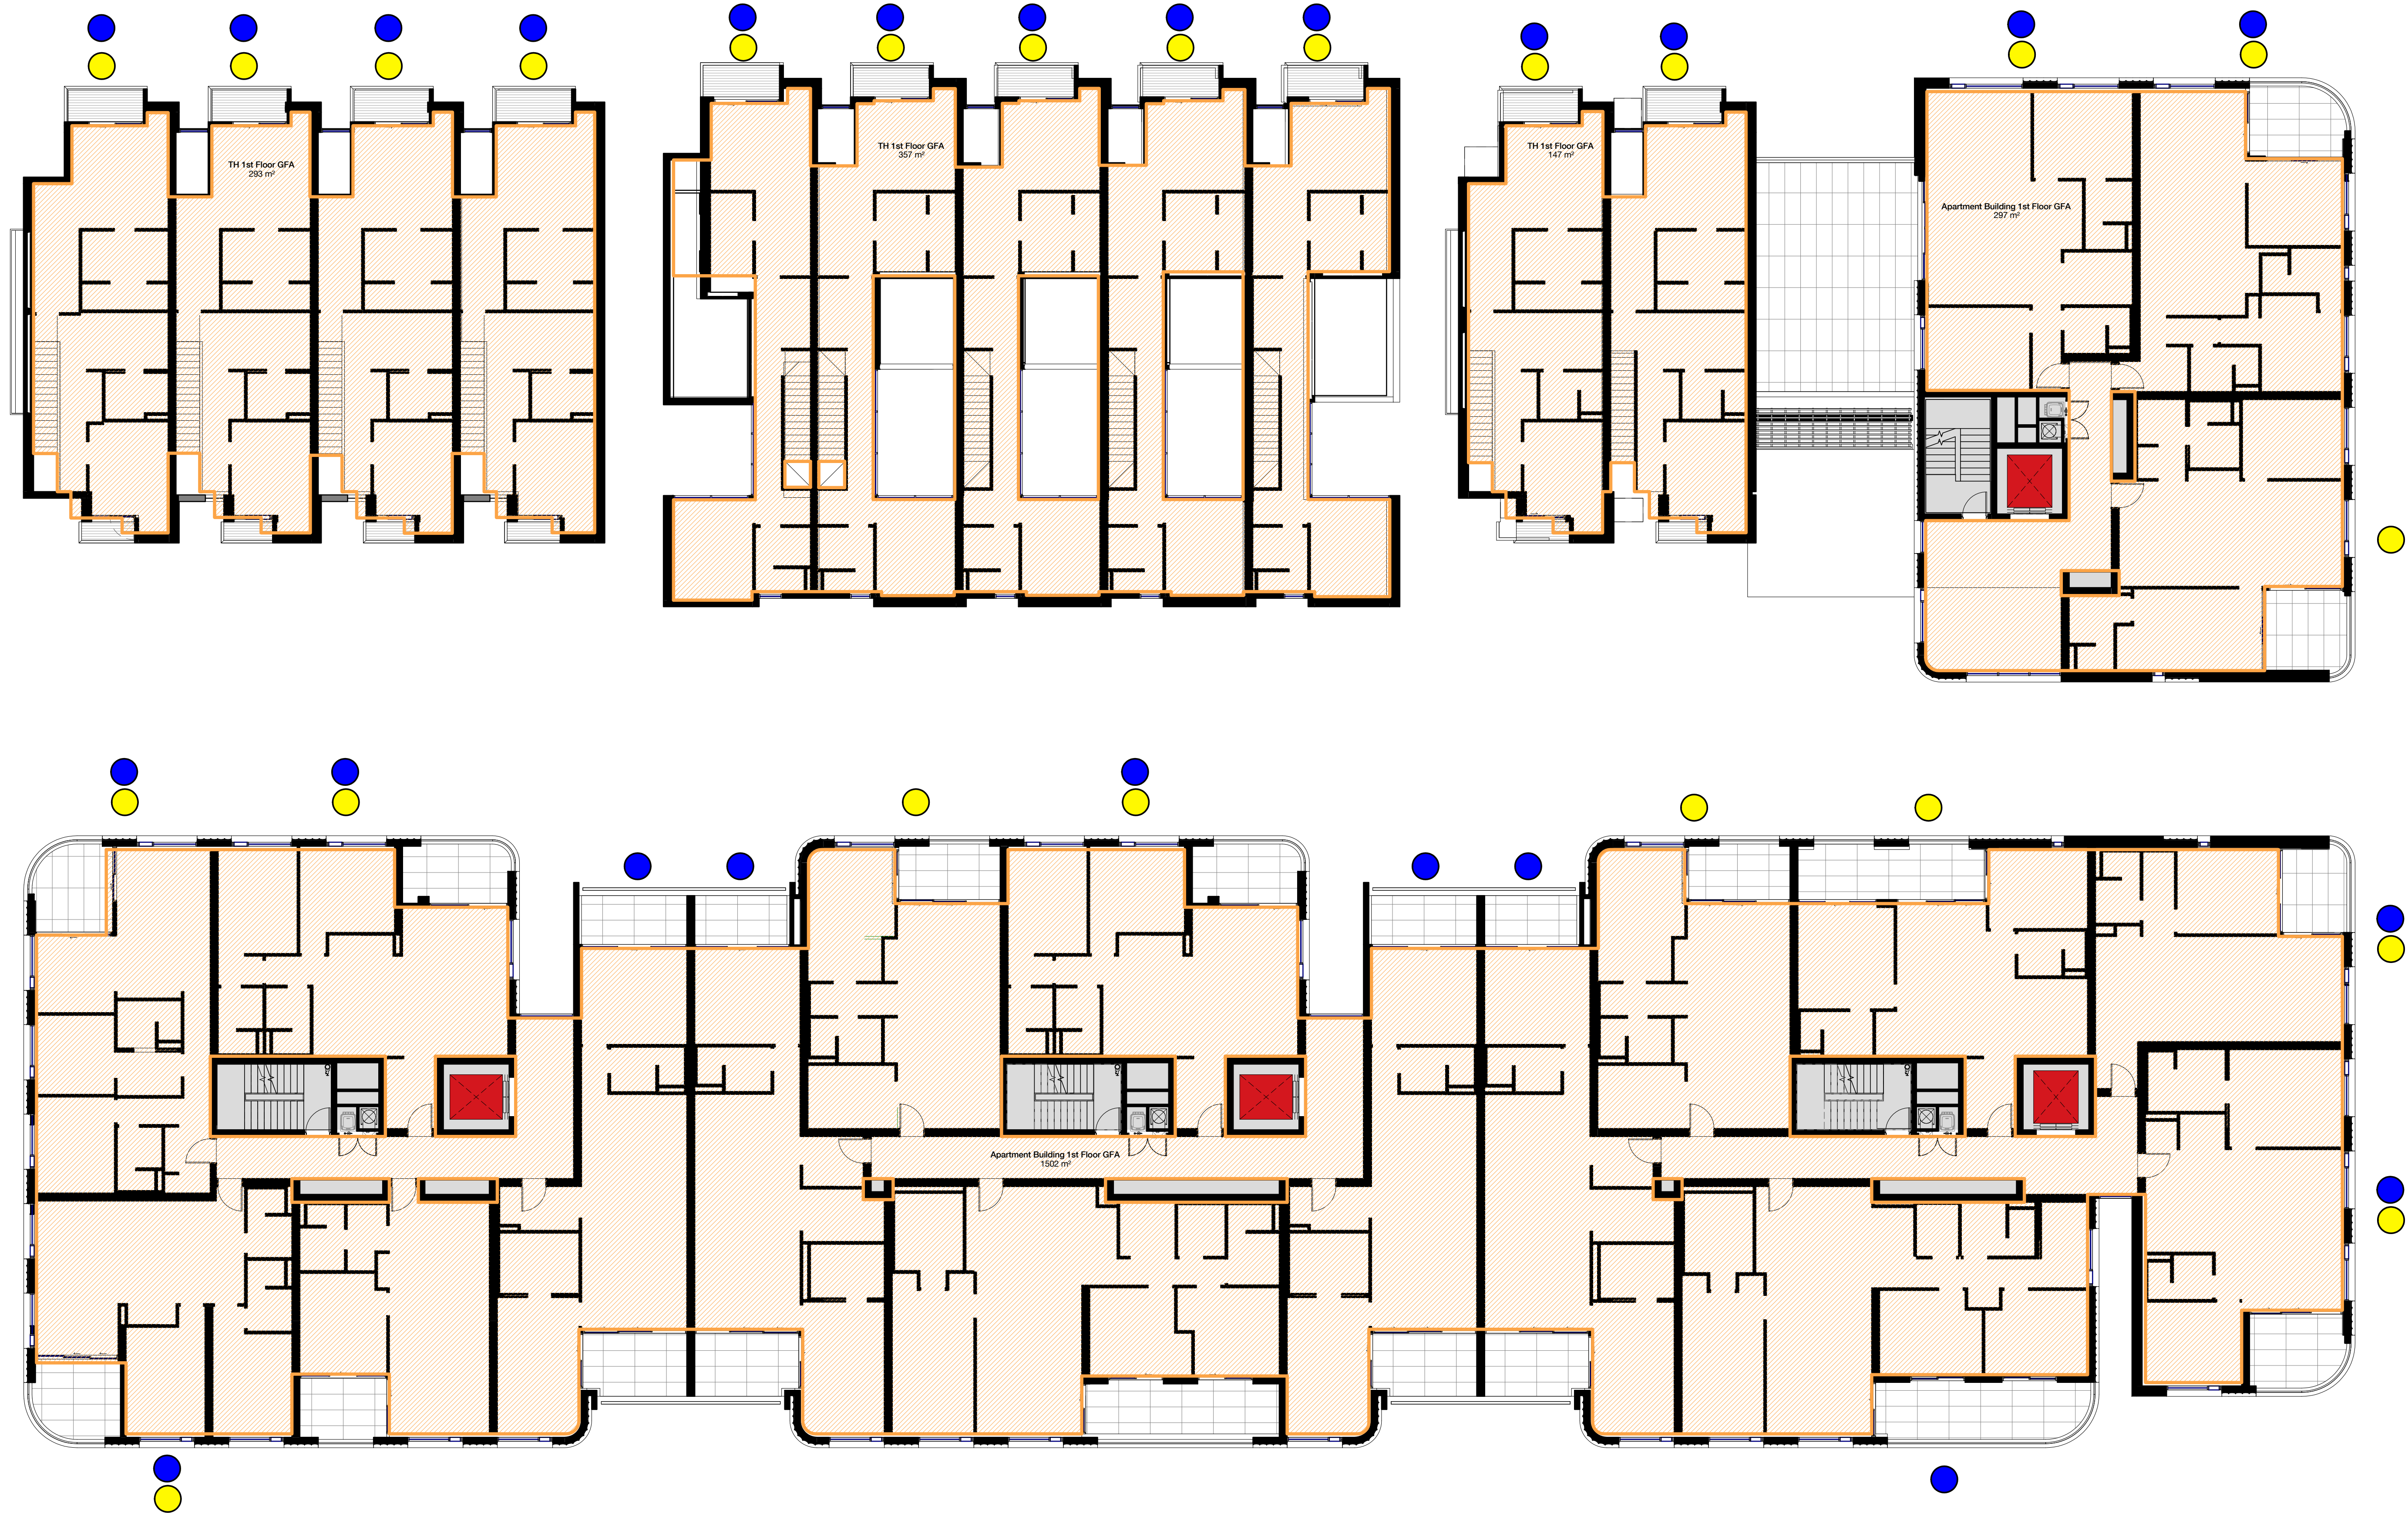 TH 1st Floor GFA
293 m²
TH 1st Floor GFA
357 m²
TH 1st Floor GFA
147 m²
Apartment Building 1st Floor GFA
297 m²
Apartment Building 1st Floor GFA
1502 m²